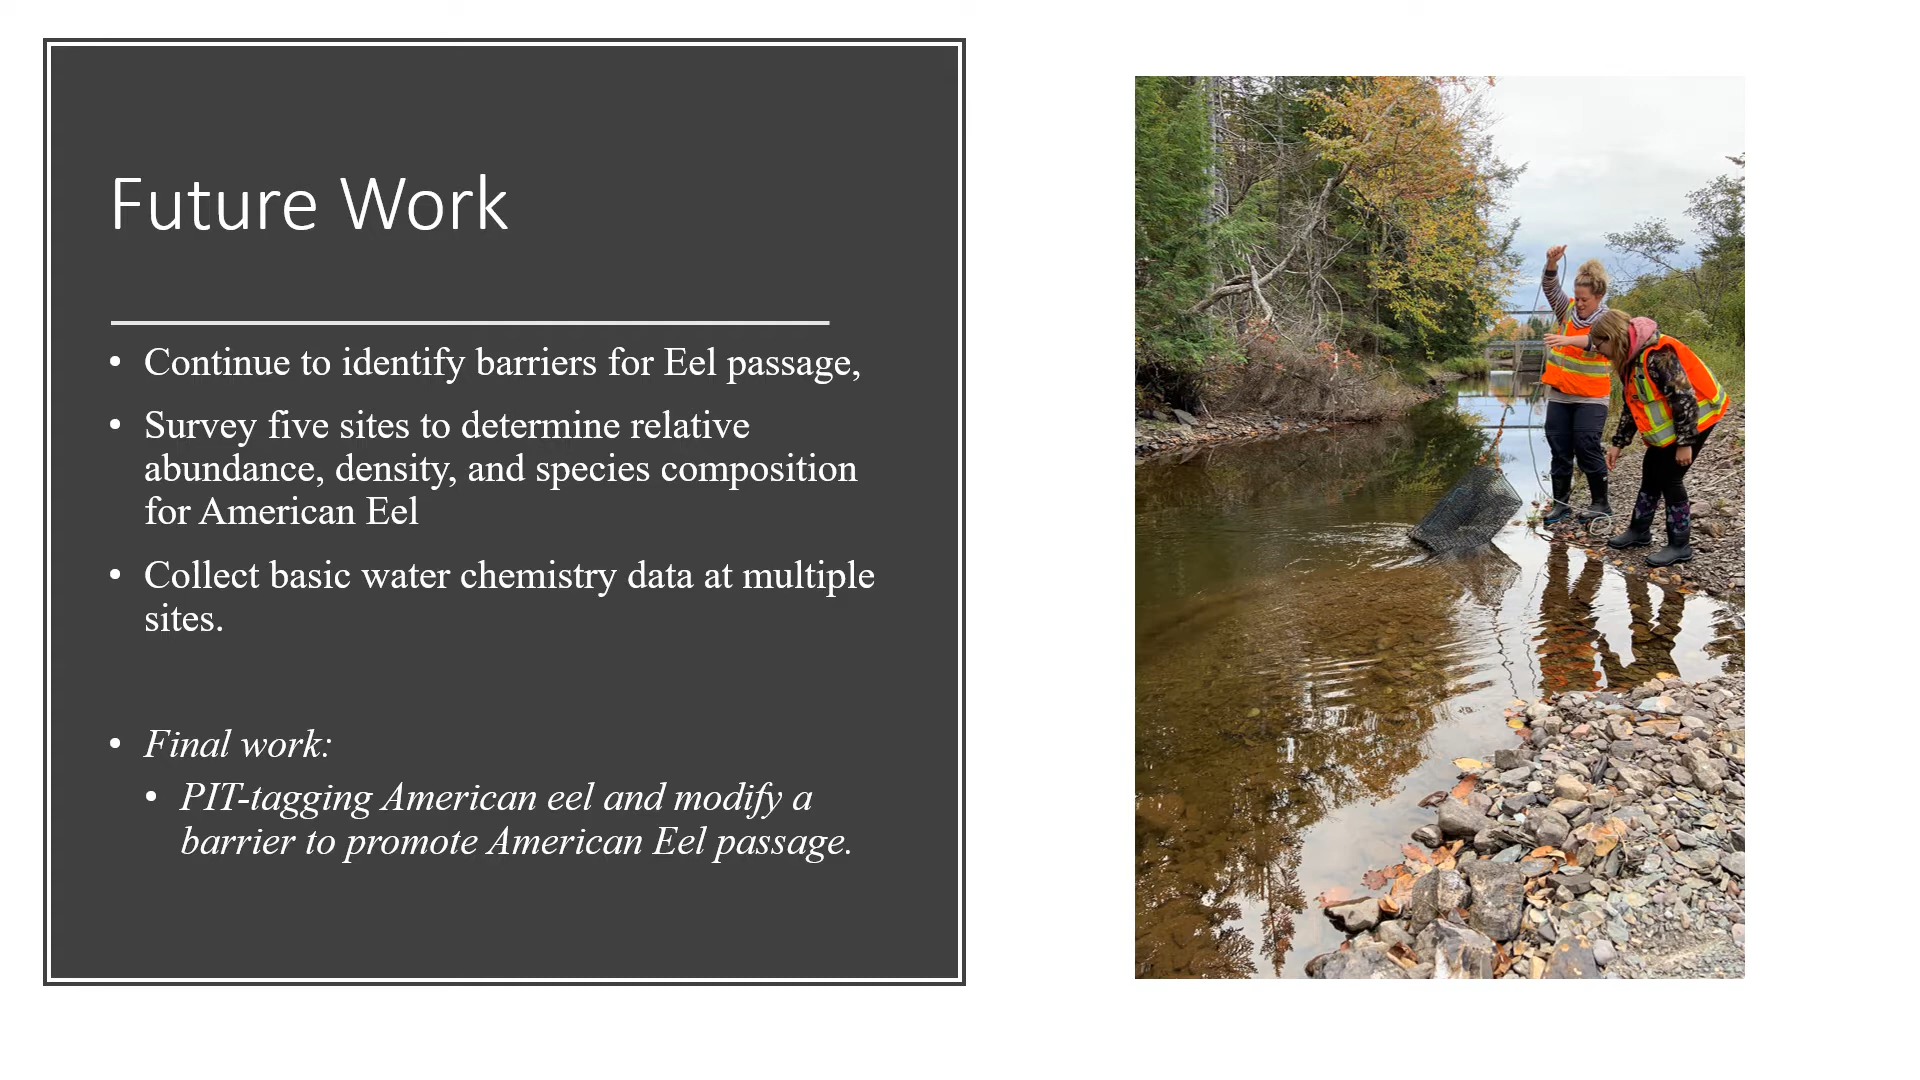 Future Work
• Continue to identify barriers for Eel passage,
• Survey five sites to determine relative
abundance, density, and species composition
for American Eel
• Collect basic water chemistry data at multiple
sites.
• Final work:
• PIT-tagging American eel and modify a
barrier to promote American Eel passage.